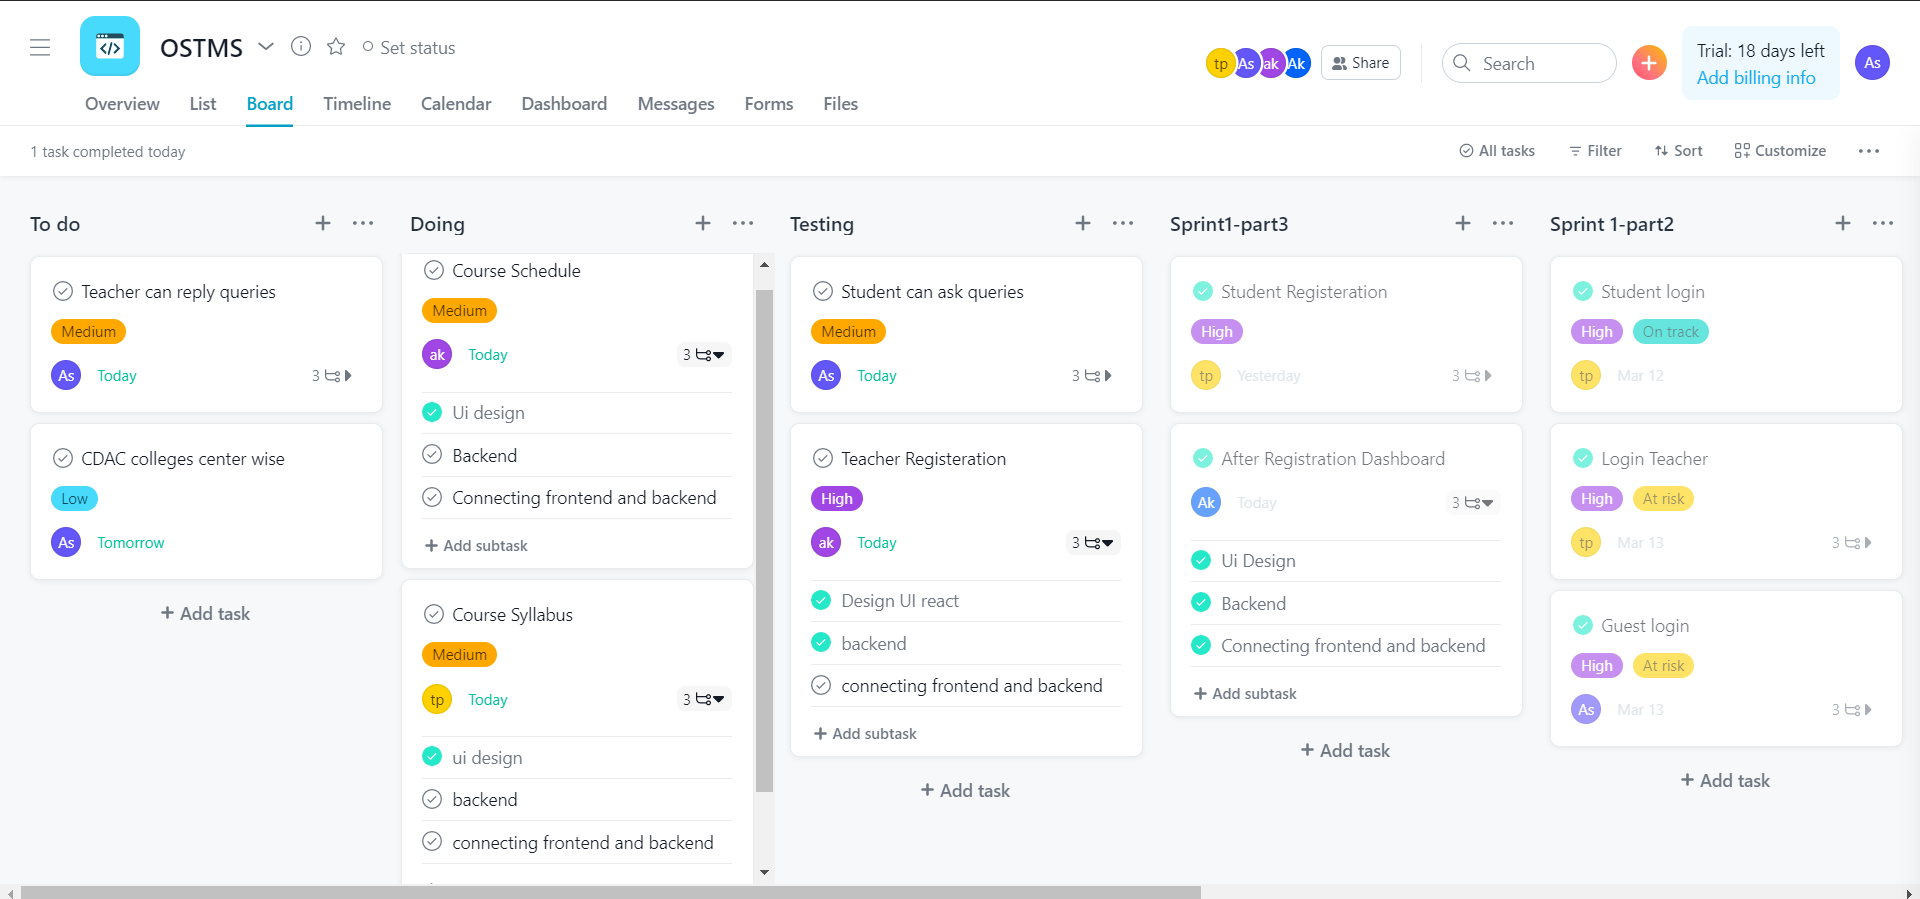 OSTMS
Set status
tp As ak Ak
Share
Search
Trial: 18 days left
Add billing info
As
Overview List Board Timeline Calendar Dashboard Messages Forms Files
1 task completed today
All tasks Filter Sort Customize
To do
Teacher can reply queries
Medium
As Today 3
CDAC colleges center wise
Low
As Tomorrow
+ Add task
Doing
Course Schedule
Medium
ak Today 3
Ui design
Backend
Connecting frontend and backend
+ Add subtask
Course Syllabus
Medium
tp Today 3
ui design
backend
connecting frontend and backend
Testing
Student can ask queries
Medium
As Today 3
Teacher Registeration
High
ak Today 3
Design UI react
backend
connecting frontend and backend
+ Add subtask
+ Add task
Sprint1-part3
Student Registeration
High
tp Yesterday 3
After Registration Dashboard
Ak Today 3
Ui Design
Backend
Connecting frontend and backend
+ Add subtask
+ Add task
Sprint 1-part2
Student login
High On track
tp Mar 12
Login Teacher
High At risk
tp Mar 13 3
Guest login
High At risk
As Mar 13 3
+ Add task